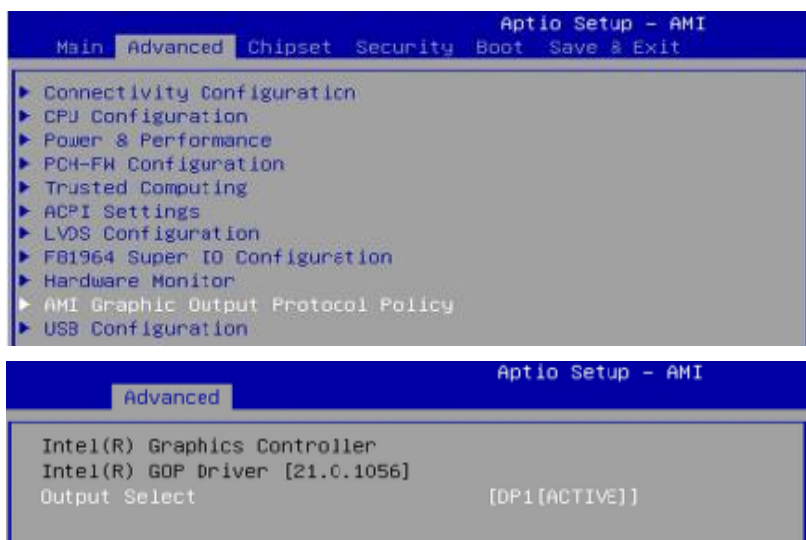 Aptio Setup – AMI
Main Advanced Chipset Security Boot Save & Exit
► Connectivity Configuration
► CPU Configuration
► Power & Performance
► PCH-FW Configuration
► Trusted Computing
► ACPI Settings
► LVDS Configuration
► F81964 Super IO Configuration
► Hardware Monitor
► AMI Graphic Output Protocol Policy
► USB Configuration
Aptio Setup – AMI
Advanced
Intel(R) Graphics Controller
Intel(R) GOP Driver [21.0.1056]
Output Select [DP1[ACTIVE]]